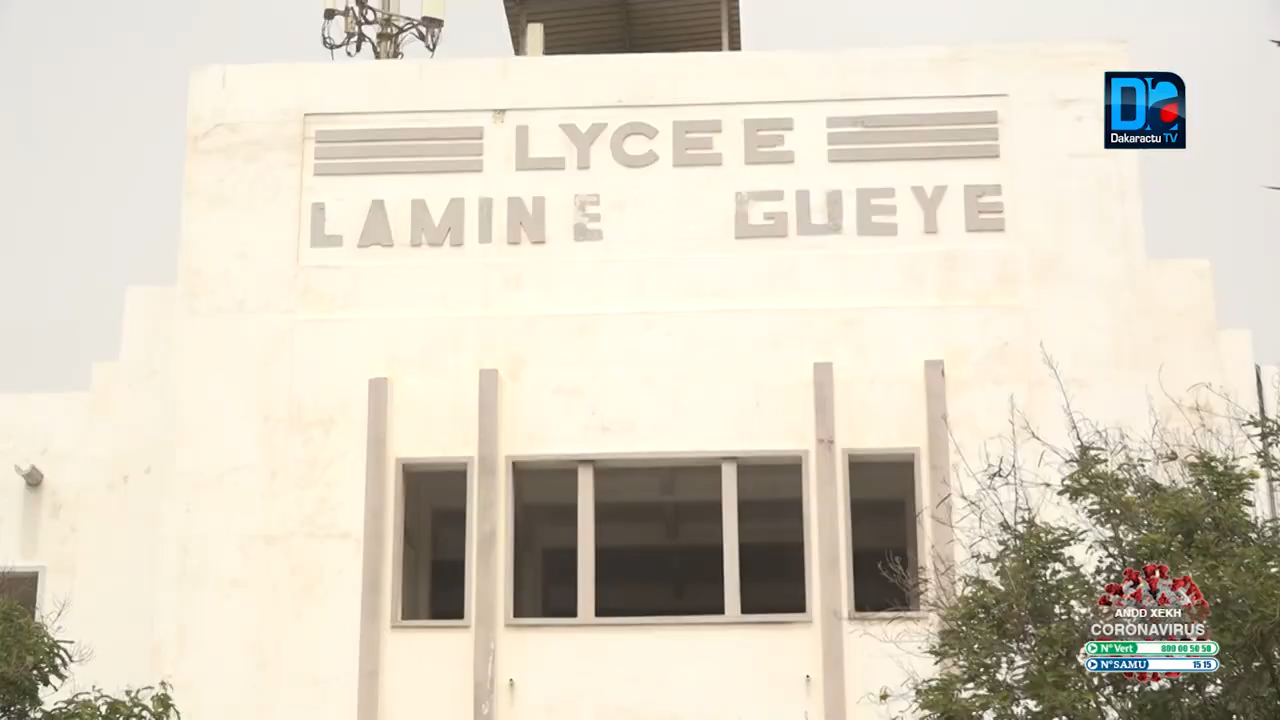 LYCEE
LAMINE GUEYE
Dakaractu TV
ANDD XEKH
CORONAVIRUS
N° Vert 800 00 50 50
N° SAMU 15 15